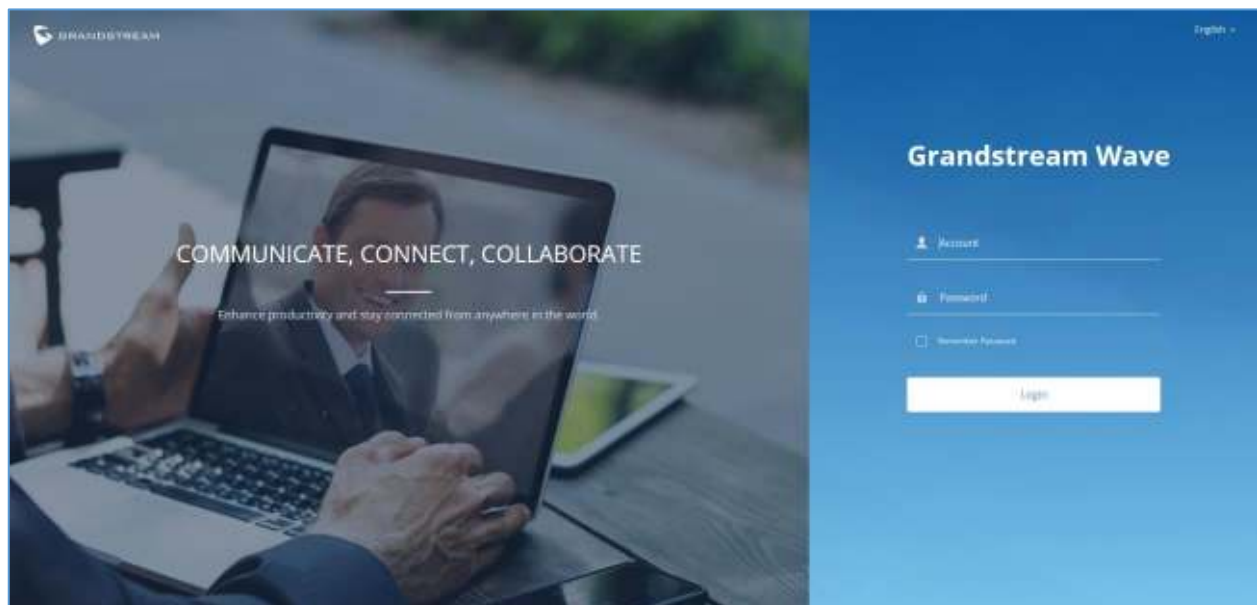 GRANDSTREAM
English
COMMUNICATE, CONNECT, COLLABORATE
Enhance productivity and stay connected from anywhere in the world.
Grandstream Wave
Account
Password
Remember Password
Login